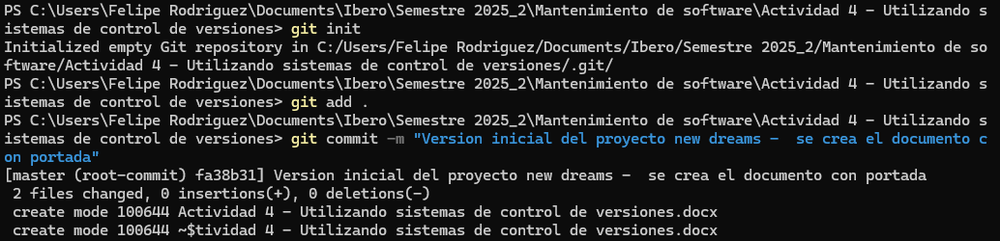 PS C:\Users\Felipe Rodriguez\Documents\Ibero\Semestre 2025_2\Mantenimiento de software\Actividad 4 - Utilizando s
istemas de control de versiones> git init
Initialized empty Git repository in C:/Users/Felipe Rodriguez/Documents/Ibero/Semestre 2025_2/Mantenimiento de so
ftware/Actividad 4 - Utilizando sistemas de control de versiones/.git/
PS C:\Users\Felipe Rodriguez\Documents\Ibero\Semestre 2025_2\Mantenimiento de software\Actividad 4 - Utilizando s
istemas de control de versiones> git add .
PS C:\Users\Felipe Rodriguez\Documents\Ibero\Semestre 2025_2\Mantenimiento de software\Actividad 4 - Utilizando s
istemas de control de versiones> git commit -m "Version inicial del proyecto new dreams -  se crea el documento c
on portada"
[master (root-commit) fa38b31] Version inicial del proyecto new dreams -  se crea el documento con portada
 2 files changed, 0 insertions(+), 0 deletions(-)
 create mode 100644 Actividad 4 - Utilizando sistemas de control de versiones.docx
 create mode 100644 ~$tividad 4 - Utilizando sistemas de control de versiones.docx